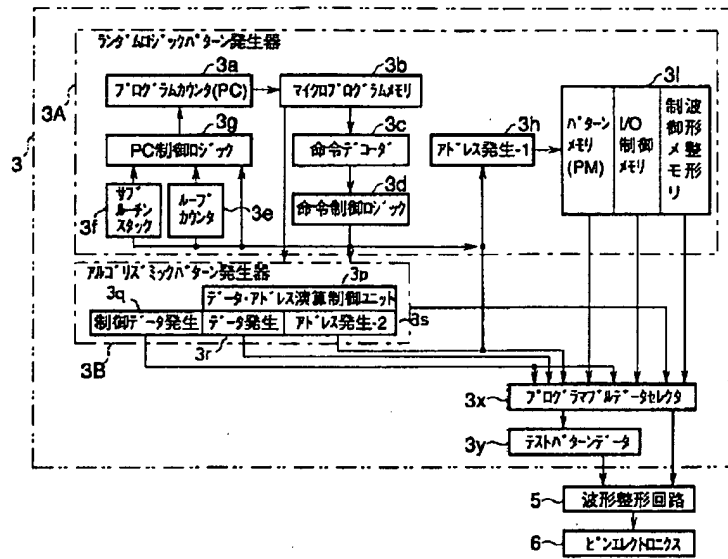 ランダムロジックパターン発生器
3a
プログラムカウンタ(PC)
3b
マイクロプログラムメモリ
3l
3A
3
3g
PC制御ロジック
3c
命令デコーダ
3h
アドレス発生-1
パターンメモリ(PM)
I/O制御メモリ
波形整形制御メモリ
3d
命令制御ロジック
サブルーチンスタック
3f
ループカウンタ
3e
アルゴリズミックパターン発生器
3p
データ・アドレス演算制御ユニット
3q
制御データ発生
データ発生
アドレス発生-2
3s
3r
3B
3x
プログラマブルデータセレクタ
3y
テストパターンデータ
5
波形整形回路
6
ピンエレクトロニクス